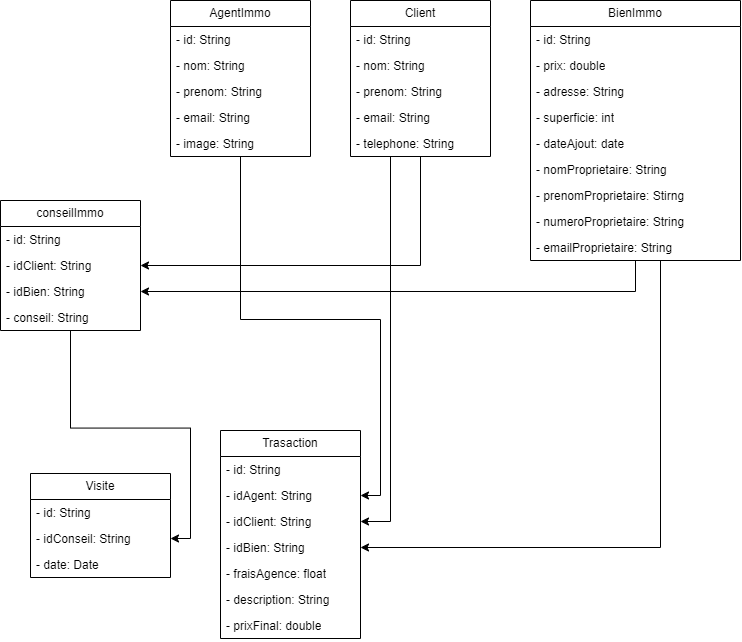 AgentImmo
- id: String
- nom: String
- prenom: String
- email: String
- image: String
Client
- id: String
- nom: String
- prenom: String
- email: String
- telephone: String
BienImmo
- id: String
- prix: double
- adresse: String
- superficie: int
- dateAjout: date
- nomProprietaire: String
- prenomProprietaire: Stirng
- numeroProprietaire: String
- emailProprietaire: String
conseilImmo
- id: String
- idClient: String
- idBien: String
- conseil: String
Visite
- id: String
- idConseil: String
- date: Date
Trasaction
- id: String
- idAgent: String
- idClient: String
- idBien: String
- fraisAgence: float
- description: String
- prixFinal: double